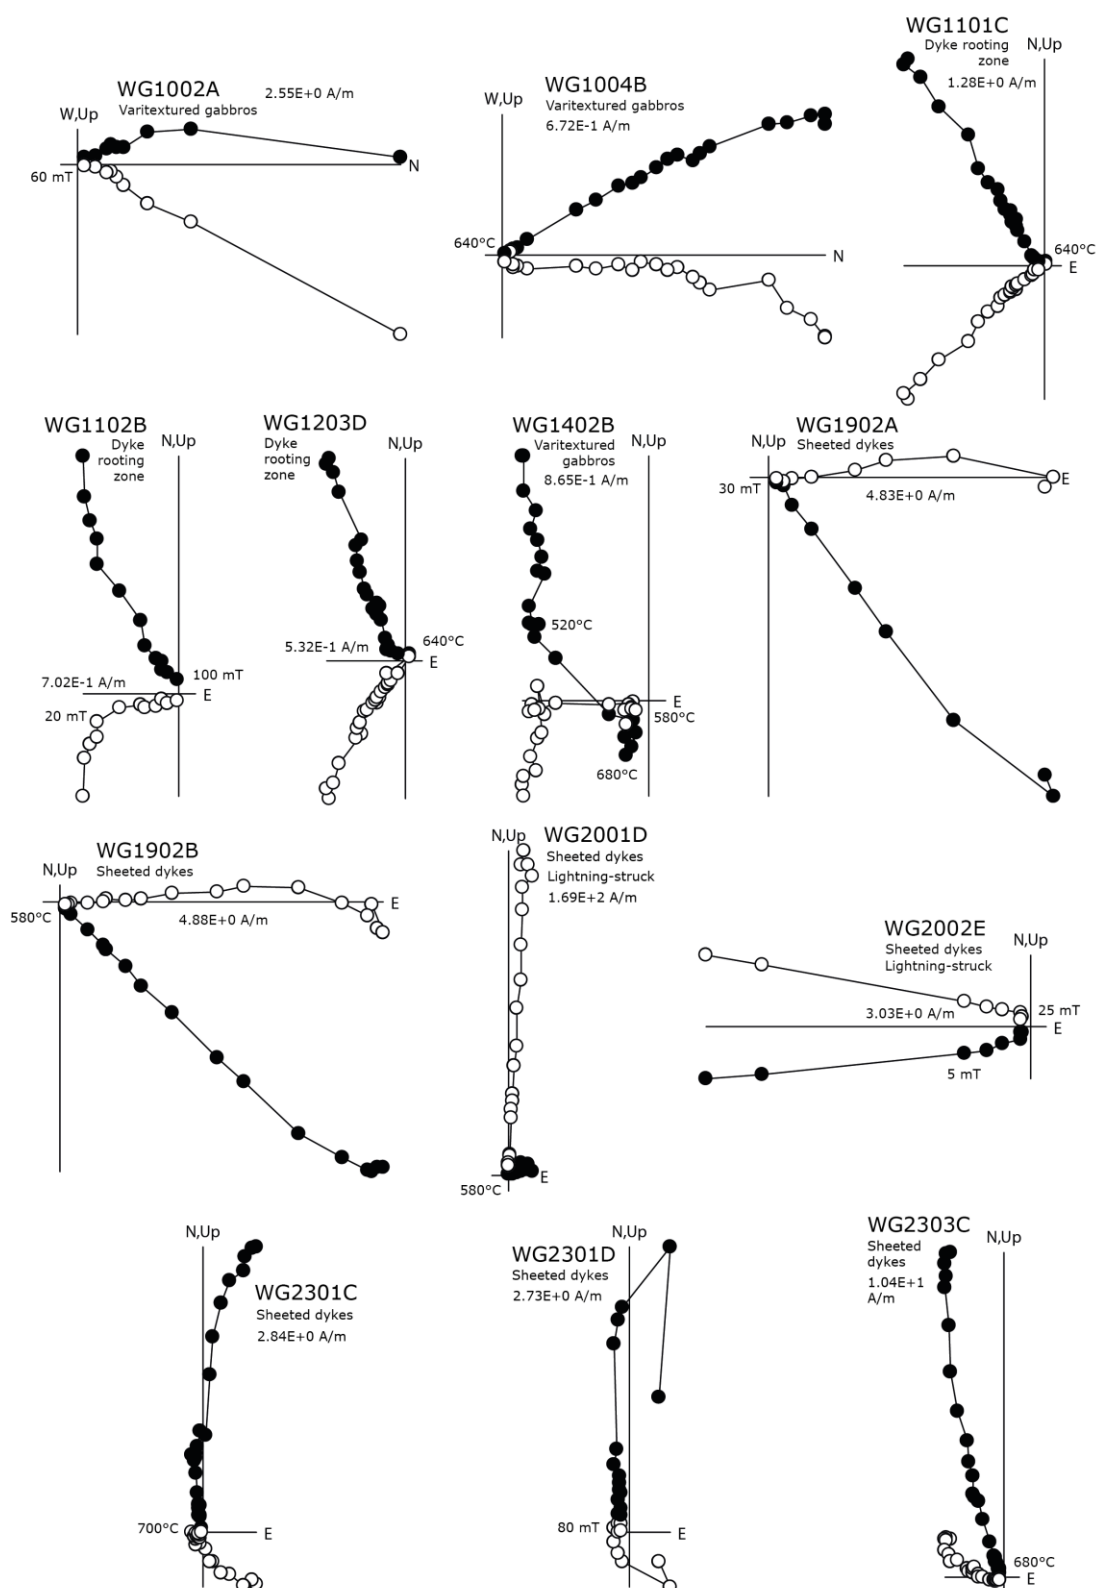 WG1002A
Varitextured gabbros
2.55E+0 A/m
W,Up
N
60 mT
WG1004B
Varitextured gabbros
6.72E-1 A/m
W,Up
640°C
N
WG1101C
Dyke rooting
zone
1.28E+0 A/m
N,Up
640°C
E
WG1102B
Dyke
rooting
zone
N,Up
7.02E-1 A/m
100 mT
E
20 mT
WG1203D
Dyke
rooting
zone
N,Up
5.32E-1 A/m
640°C
E
WG1402B
Varitextured
gabbros
8.65E-1 A/m
N,Up
520°C
E
580°C
680°C
WG1902A
Sheeted dykes
N,Up
30 mT
4.83E+0 A/m
E
WG1902B
Sheeted dykes
N,Up
580°C
4.88E+0 A/m
E
N,Up
WG2001D
Sheeted dykes
Lightning-struck
1.69E+2 A/m
580°C
E
WG2002E
Sheeted dykes
Lightning-struck
N,Up
3.03E+0 A/m
25 mT
E
5 mT
N,Up
WG2301C
Sheeted dykes
2.84E+0 A/m
700°C
E
WG2301D
Sheeted dykes
2.73E+0 A/m
N,Up
80 mT
E
WG2303C
Sheeted
dykes
1.04E+1
A/m
N,Up
680°C
E